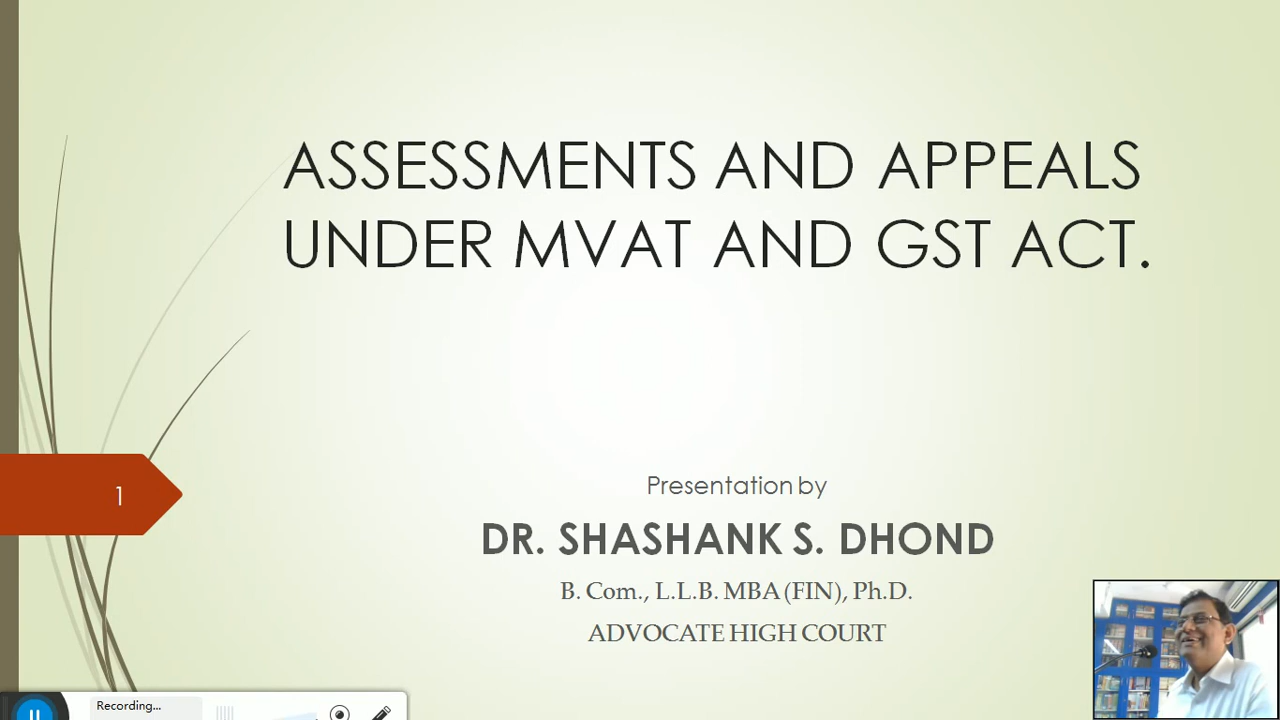 ASSESSMENTS AND APPEALS
UNDER MVAT AND GST ACT.
Presentation by
1
DR. SHASHANK S. DHOND
B. Com., L.L.B. MBA (FIN), Ph.D.
ADVOCATE HIGH COURT
Recording...